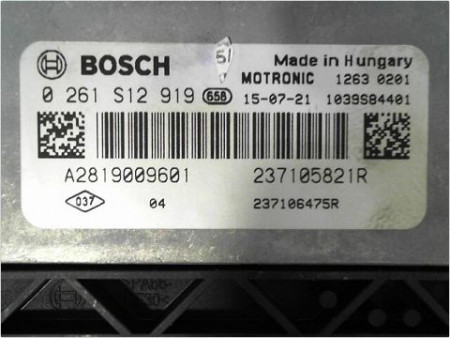 BOSCH
Made in Hungary
MOTRONIC 1263 0201
0 261 S12 919 658 15-07-21 1039S84401
A2819009601 237105821R
037 04 237106475R